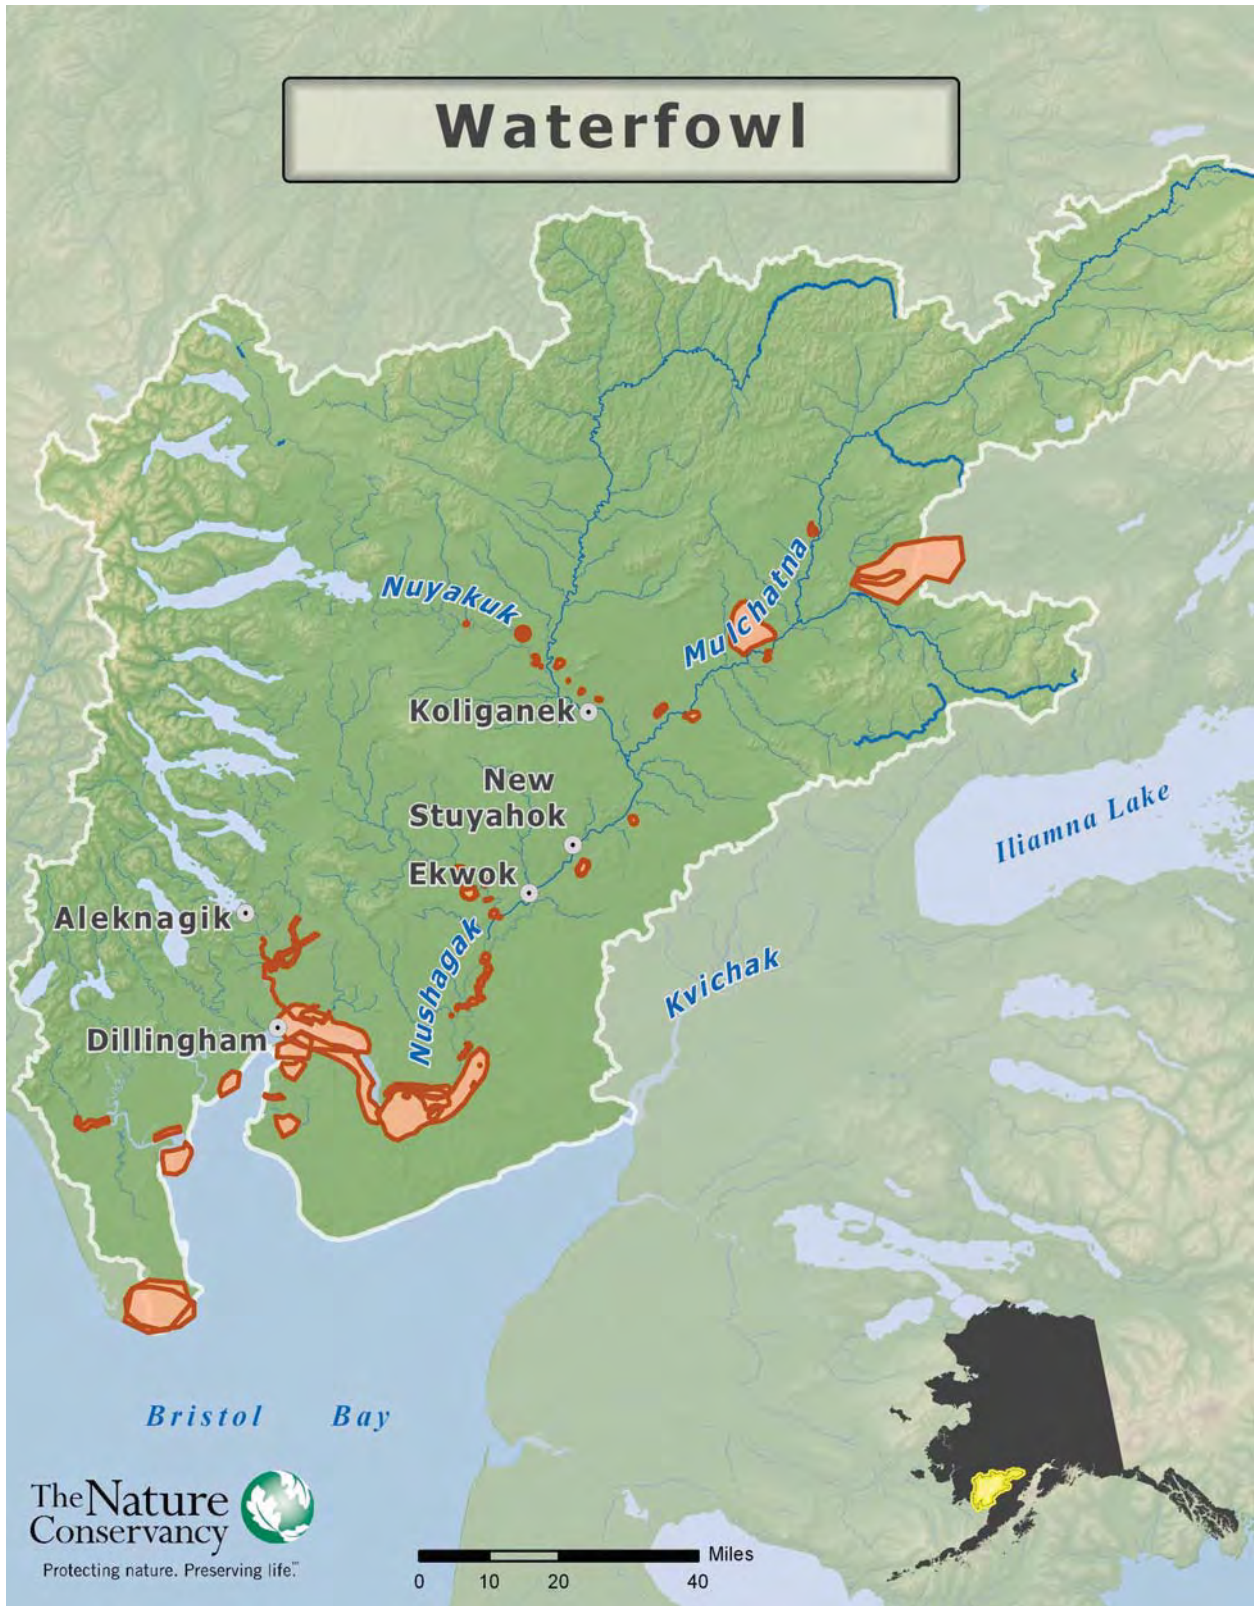 Waterfowl
Nuyakuk
Mulchatna
Koliganek
New
Stuyahok
Iliamna Lake
Ekwok
Aleknagik
Nushagak
Kvichak
Dillingham
Bristol Bay
The Nature
Conservancy
Protecting nature. Preserving life.℠
Miles
0 10 20 40